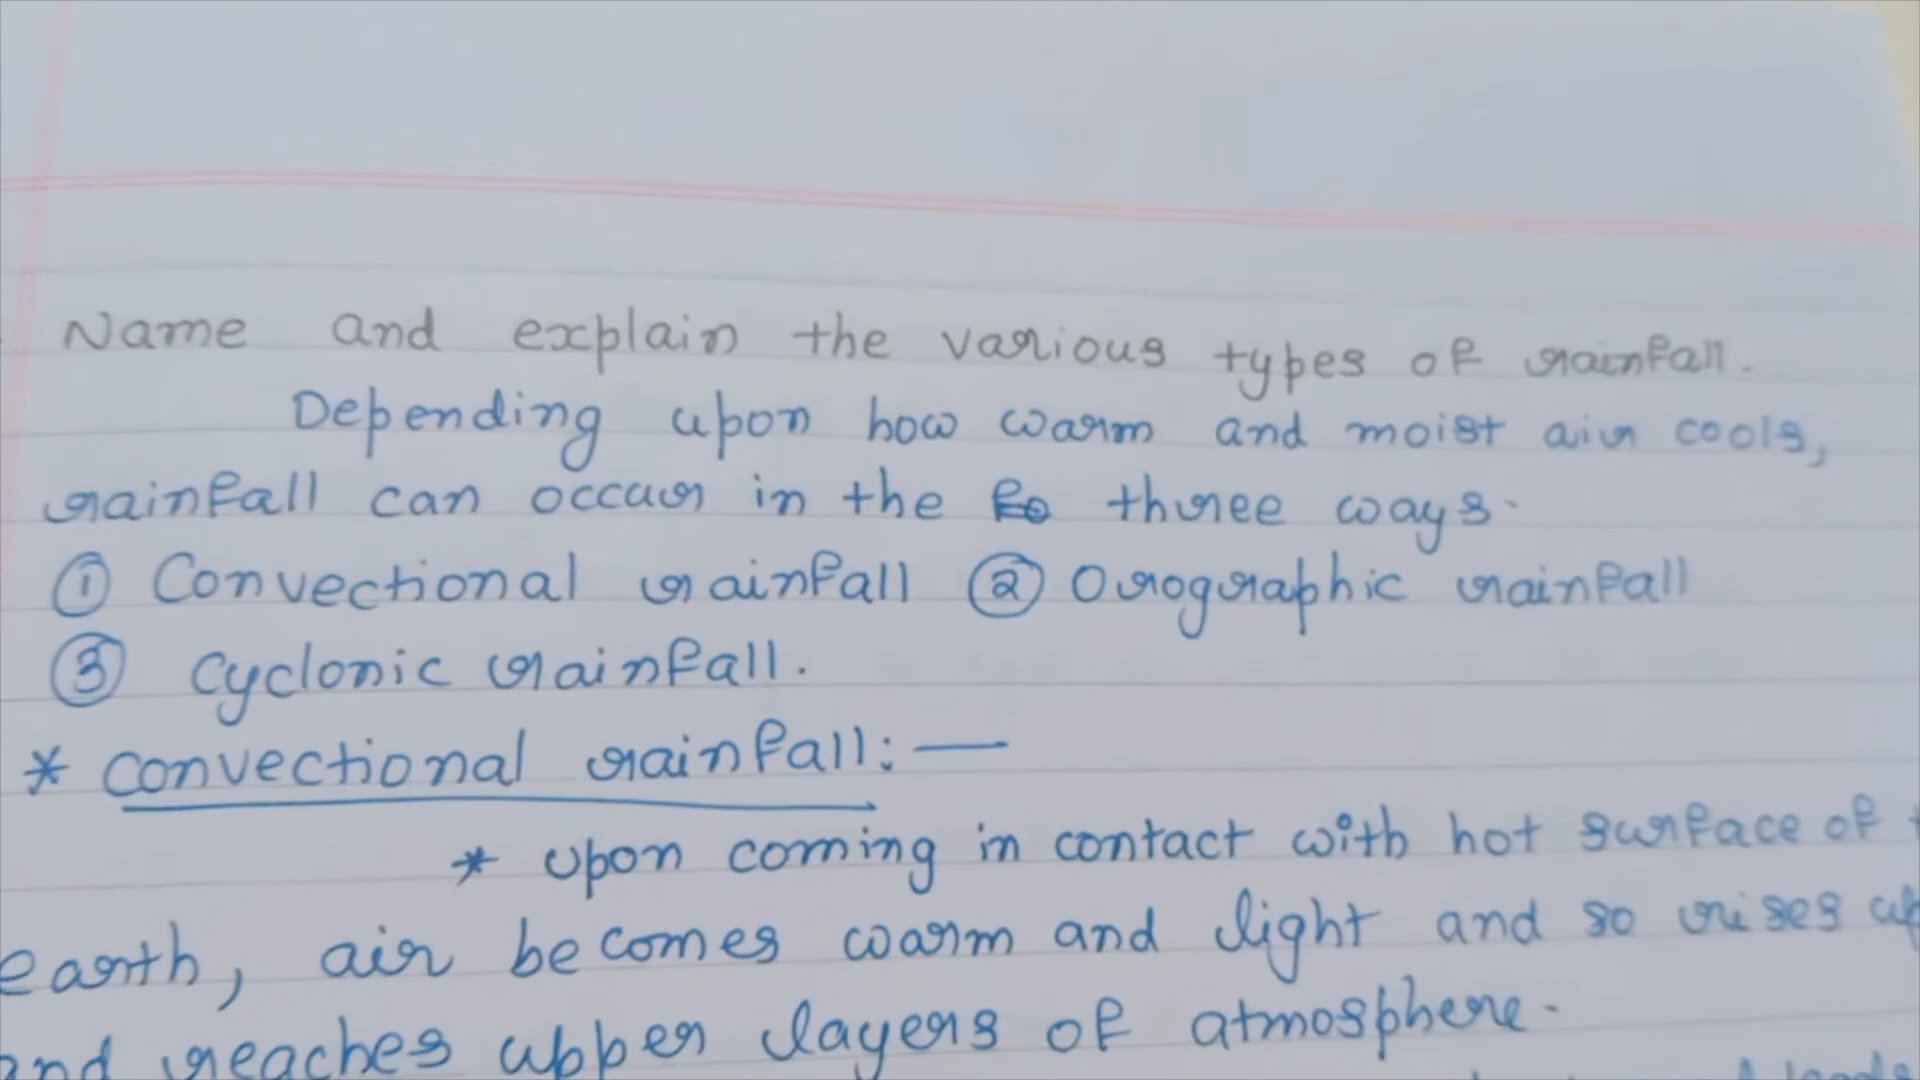 Name and explain the various types of rainfall.
Depending upon how warm and moist air cools,
rainfall can occur in the three ways.
① Convectional rainfall ② Orographic rainfall
③ Cyclonic rainfall.
* Convectional rainfall:—
* Upon coming in contact with hot surface of
earth, air becomes warm and light and so rises up
and reaches upper layers of atmosphere.